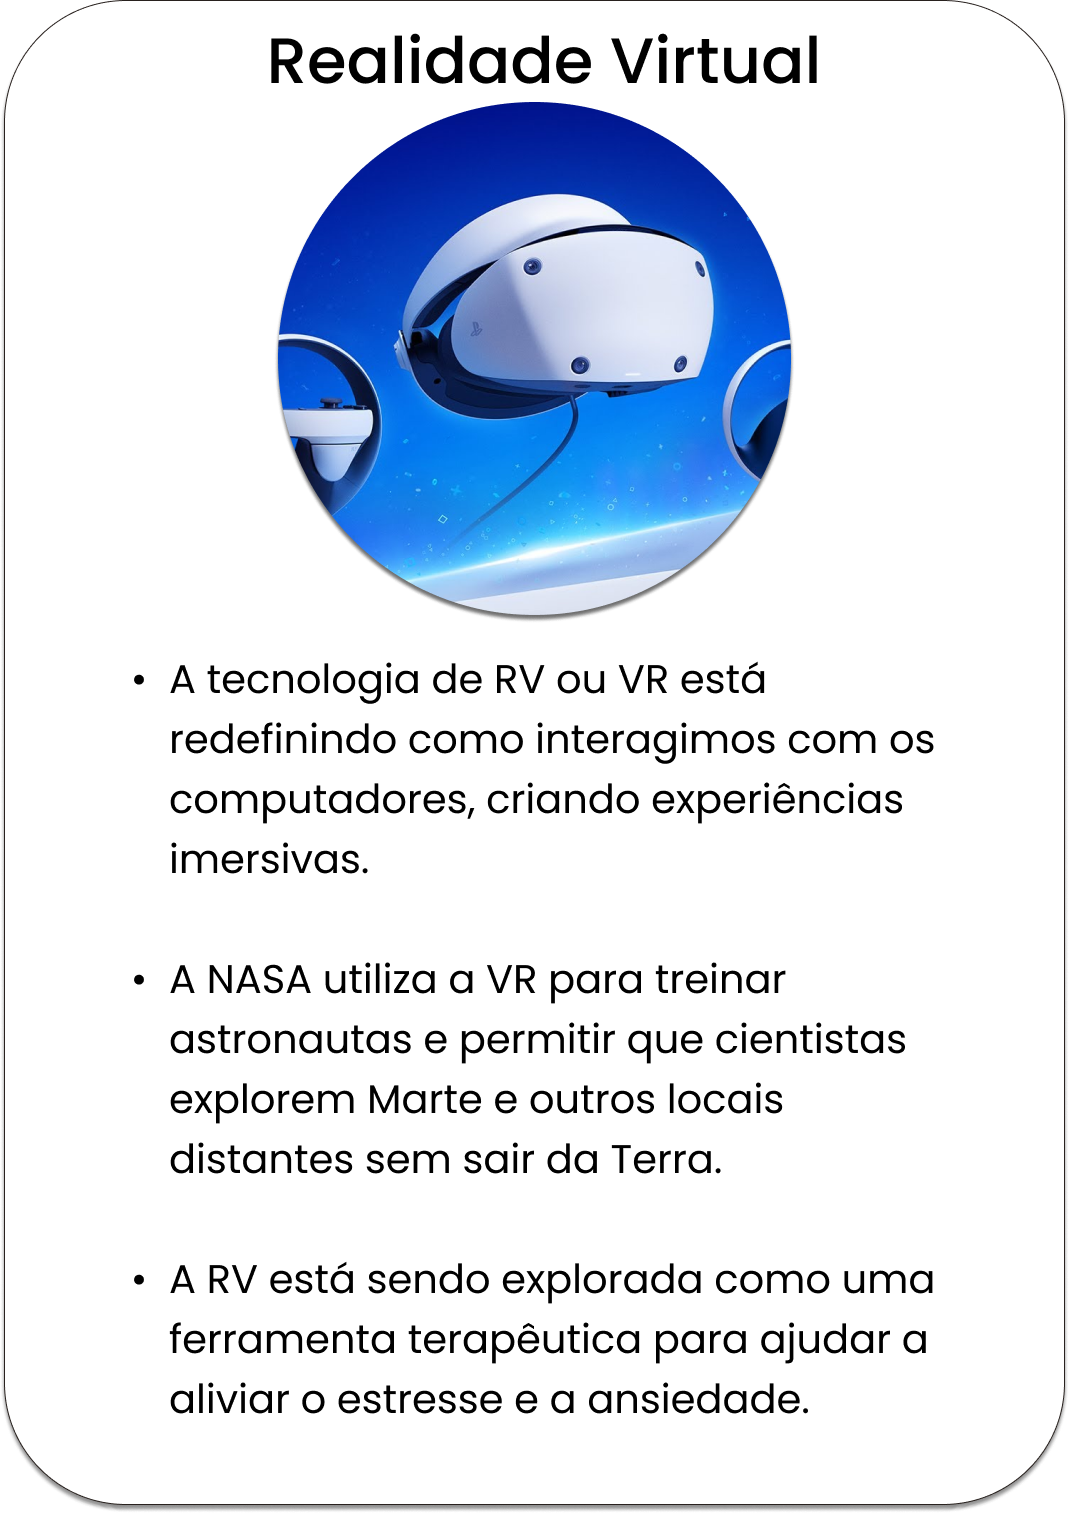 Realidade Virtual
• A tecnologia de RV ou VR está
redefinindo como interagimos com os
computadores, criando experiências
imersivas.
• A NASA utiliza a VR para treinar
astronautas e permitir que cientistas
explorem Marte e outros locais
distantes sem sair da Terra.
• A RV está sendo explorada como uma
ferramenta terapêutica para ajudar a
aliviar o estresse e a ansiedade.